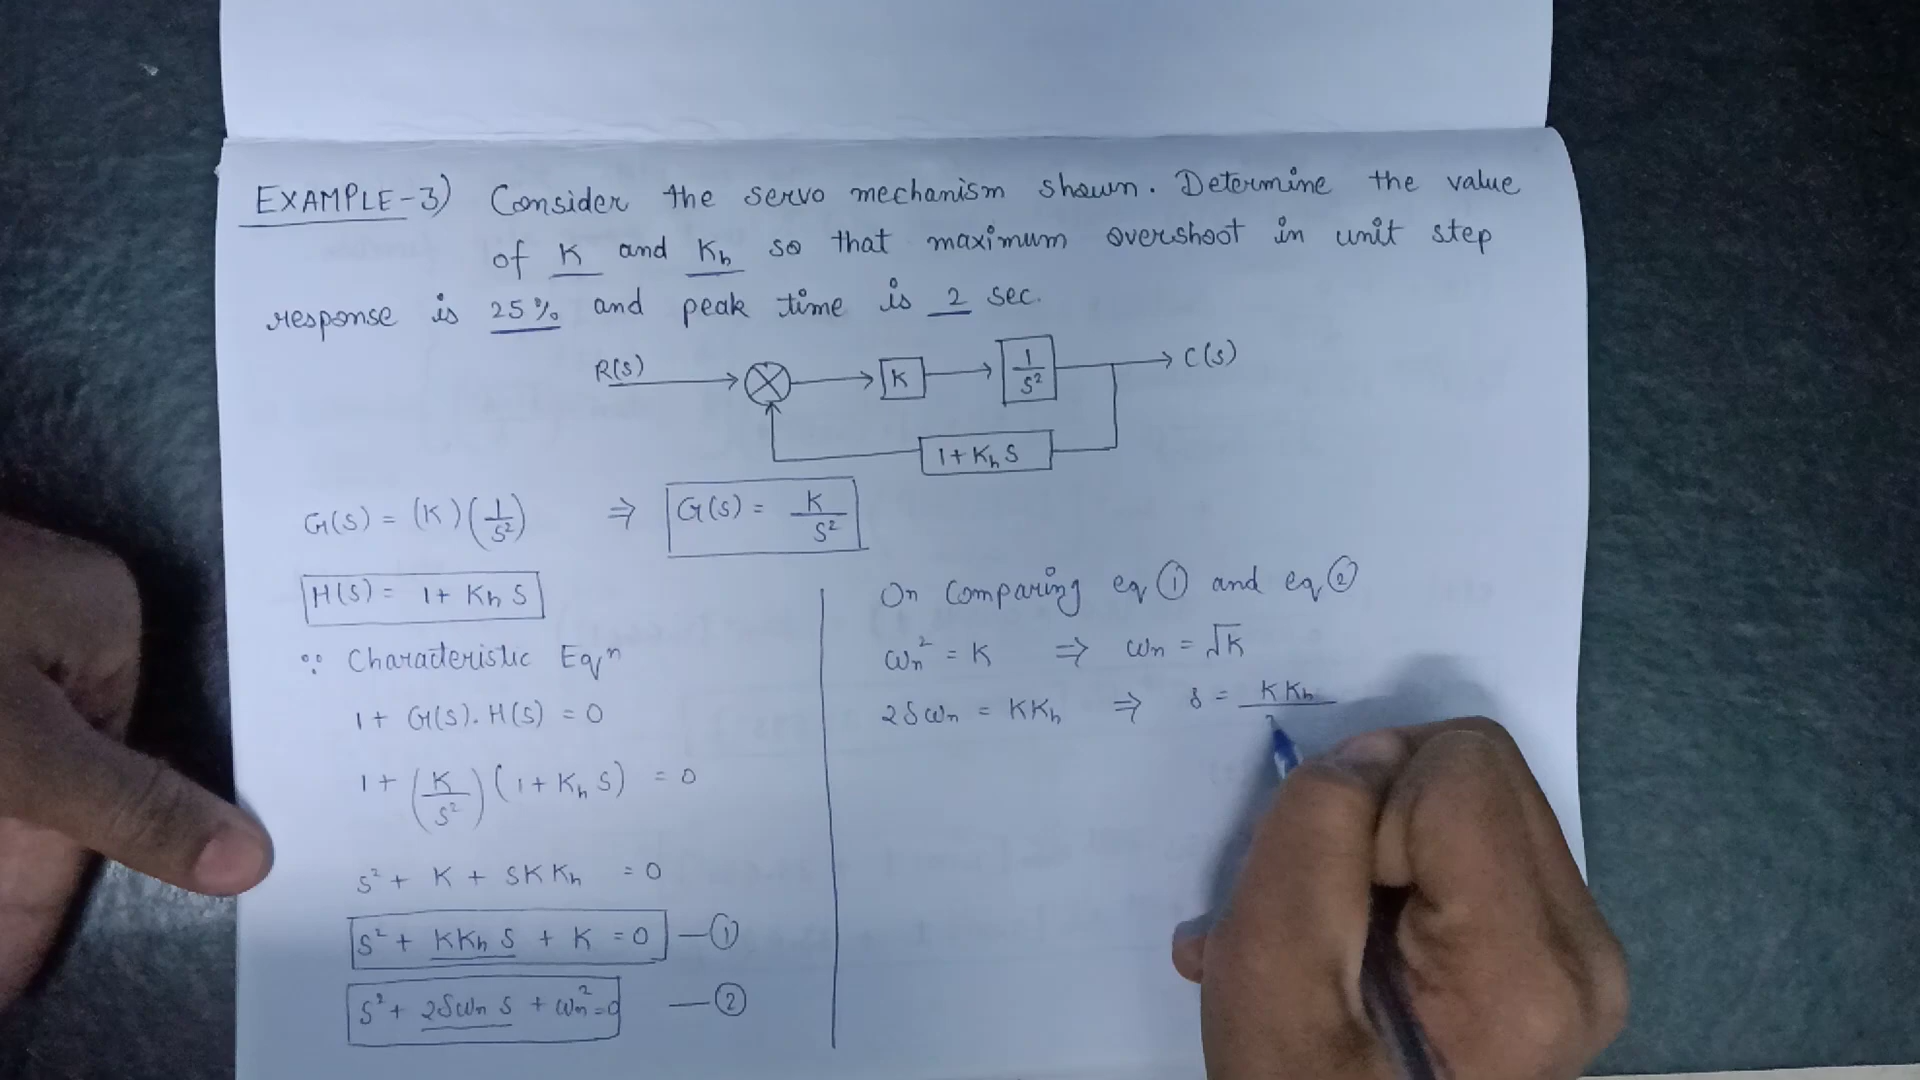 EXAMPLE-3) Consider the servo mechanism shown. Determine the value
of K and Kh so that maximum overshoot in unit step
response is 25% and peak time is 2 sec.
R(s) K 1/s² C(s)
1+KhS
G(s) = (K)(1/s²) ⇒ G(s) = K/s²
H(s) = 1+ Kh S
∵ Characteristic Eqⁿ
1+ G(s).H(s) = 0
1+ (K/s²)(1+Kh S) = 0
s² + K + SKKh = 0
s² + KKh S + K = 0 —①
s² + 2δωn s + ωn² = 0 —②
On Comparing eq ① and eq ②
ωn² = K ⇒ ωn = √K
2δωn = KKh ⇒ δ = KKh